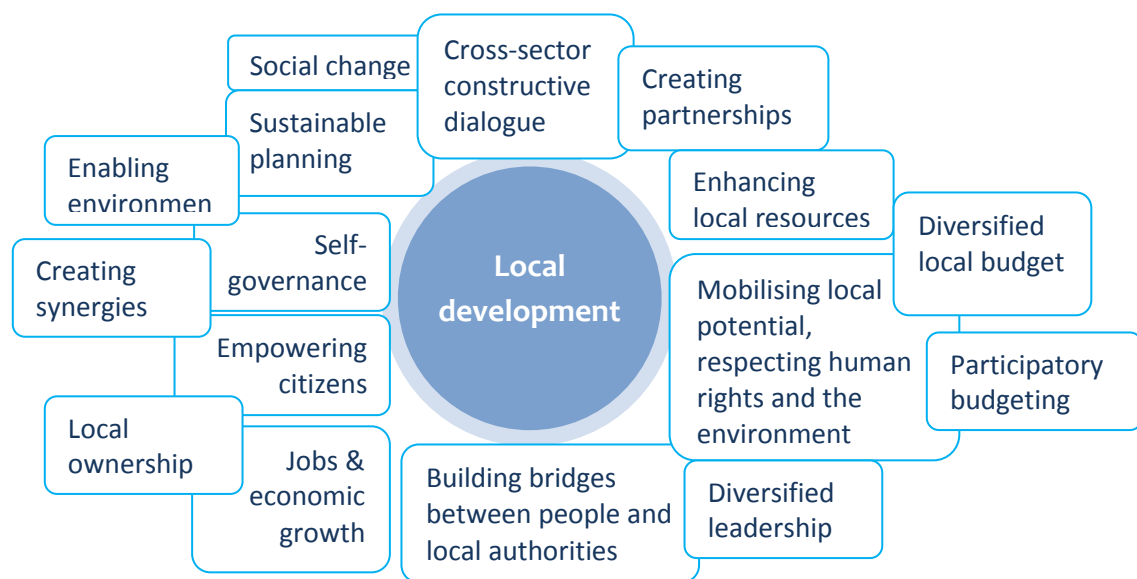 Social change
Cross-sector
constructive
dialogue
Creating
partnerships
Sustainable
planning
Enabling
environmen
Enhancing
local resources
Diversified
local budget
Self-
governance
Creating
synergies
Local
development
Mobilising local
potential,
respecting human
rights and the
environment
Empowering
citizens
Participatory
budgeting
Local
ownership
Jobs &
economic
growth
Building bridges
between people and
local authorities
Diversified
leadership